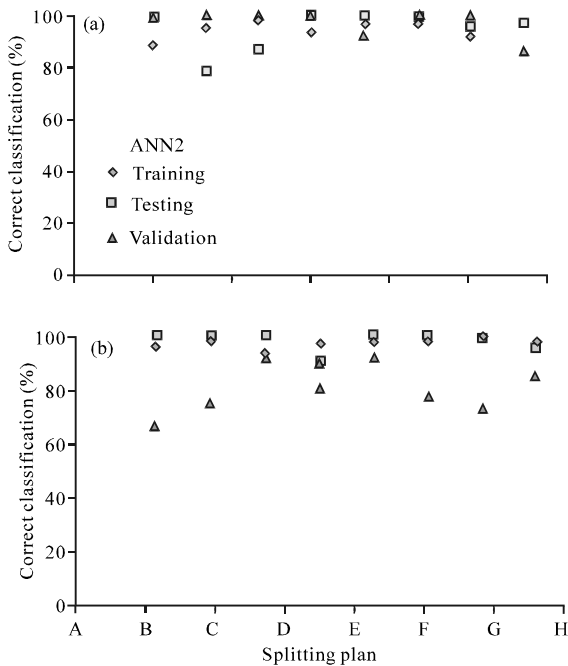 100
(a)
80
60
ANN2
Training
40
Testing
20
Validation
0
Correct classification (%)
100
(b)
80
60
40
20
0
Correct classification (%)
A B C D E F G H
Splitting plan